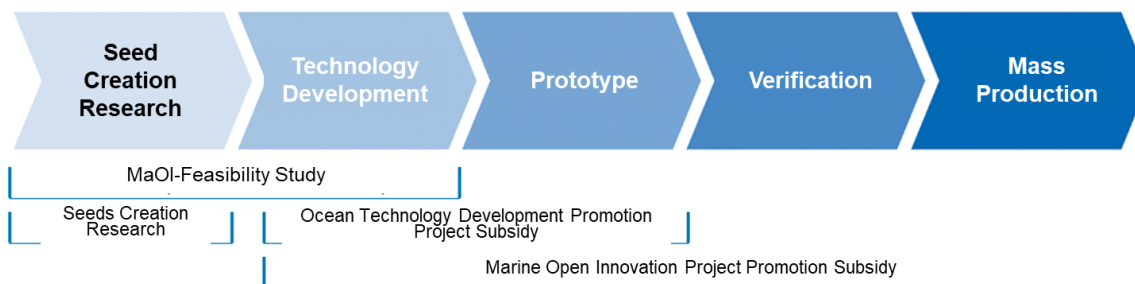 Seed
Creation
Research
Technology
Development
Prototype
Verification
Mass
Production
MaOI-Feasibility Study
Seeds Creation
Research
Ocean Technology Development Promotion
Project Subsidy
Marine Open Innovation Project Promotion Subsidy